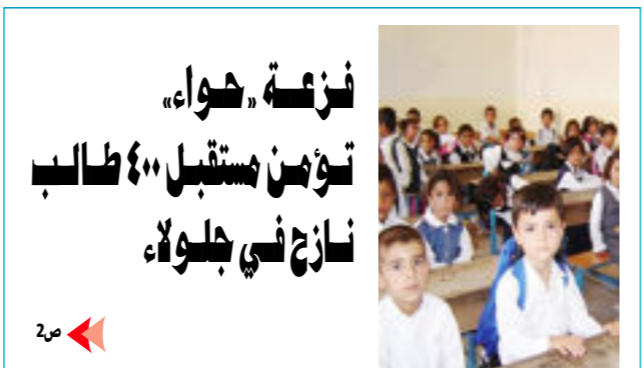 فزعة «حواء»
تؤمن مستقبل ٤٠٠ طالب
نازح في جلولاء
ص2